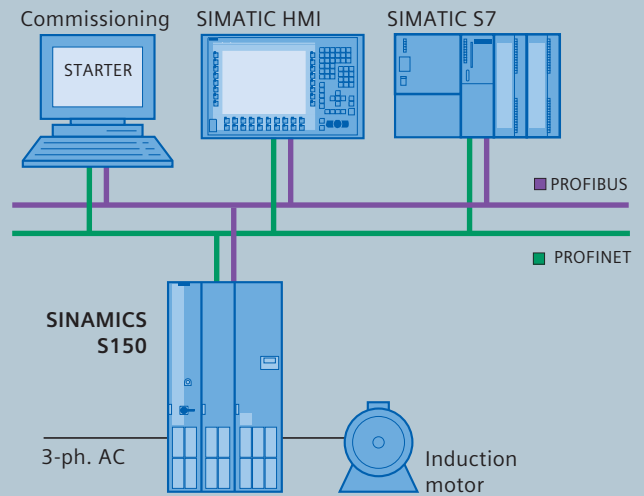 Commissioning
SIMATIC HMI
SIMATIC S7
STARTER
PROFIBUS
PROFINET
SINAMICS
S150
3-ph. AC
Induction
motor